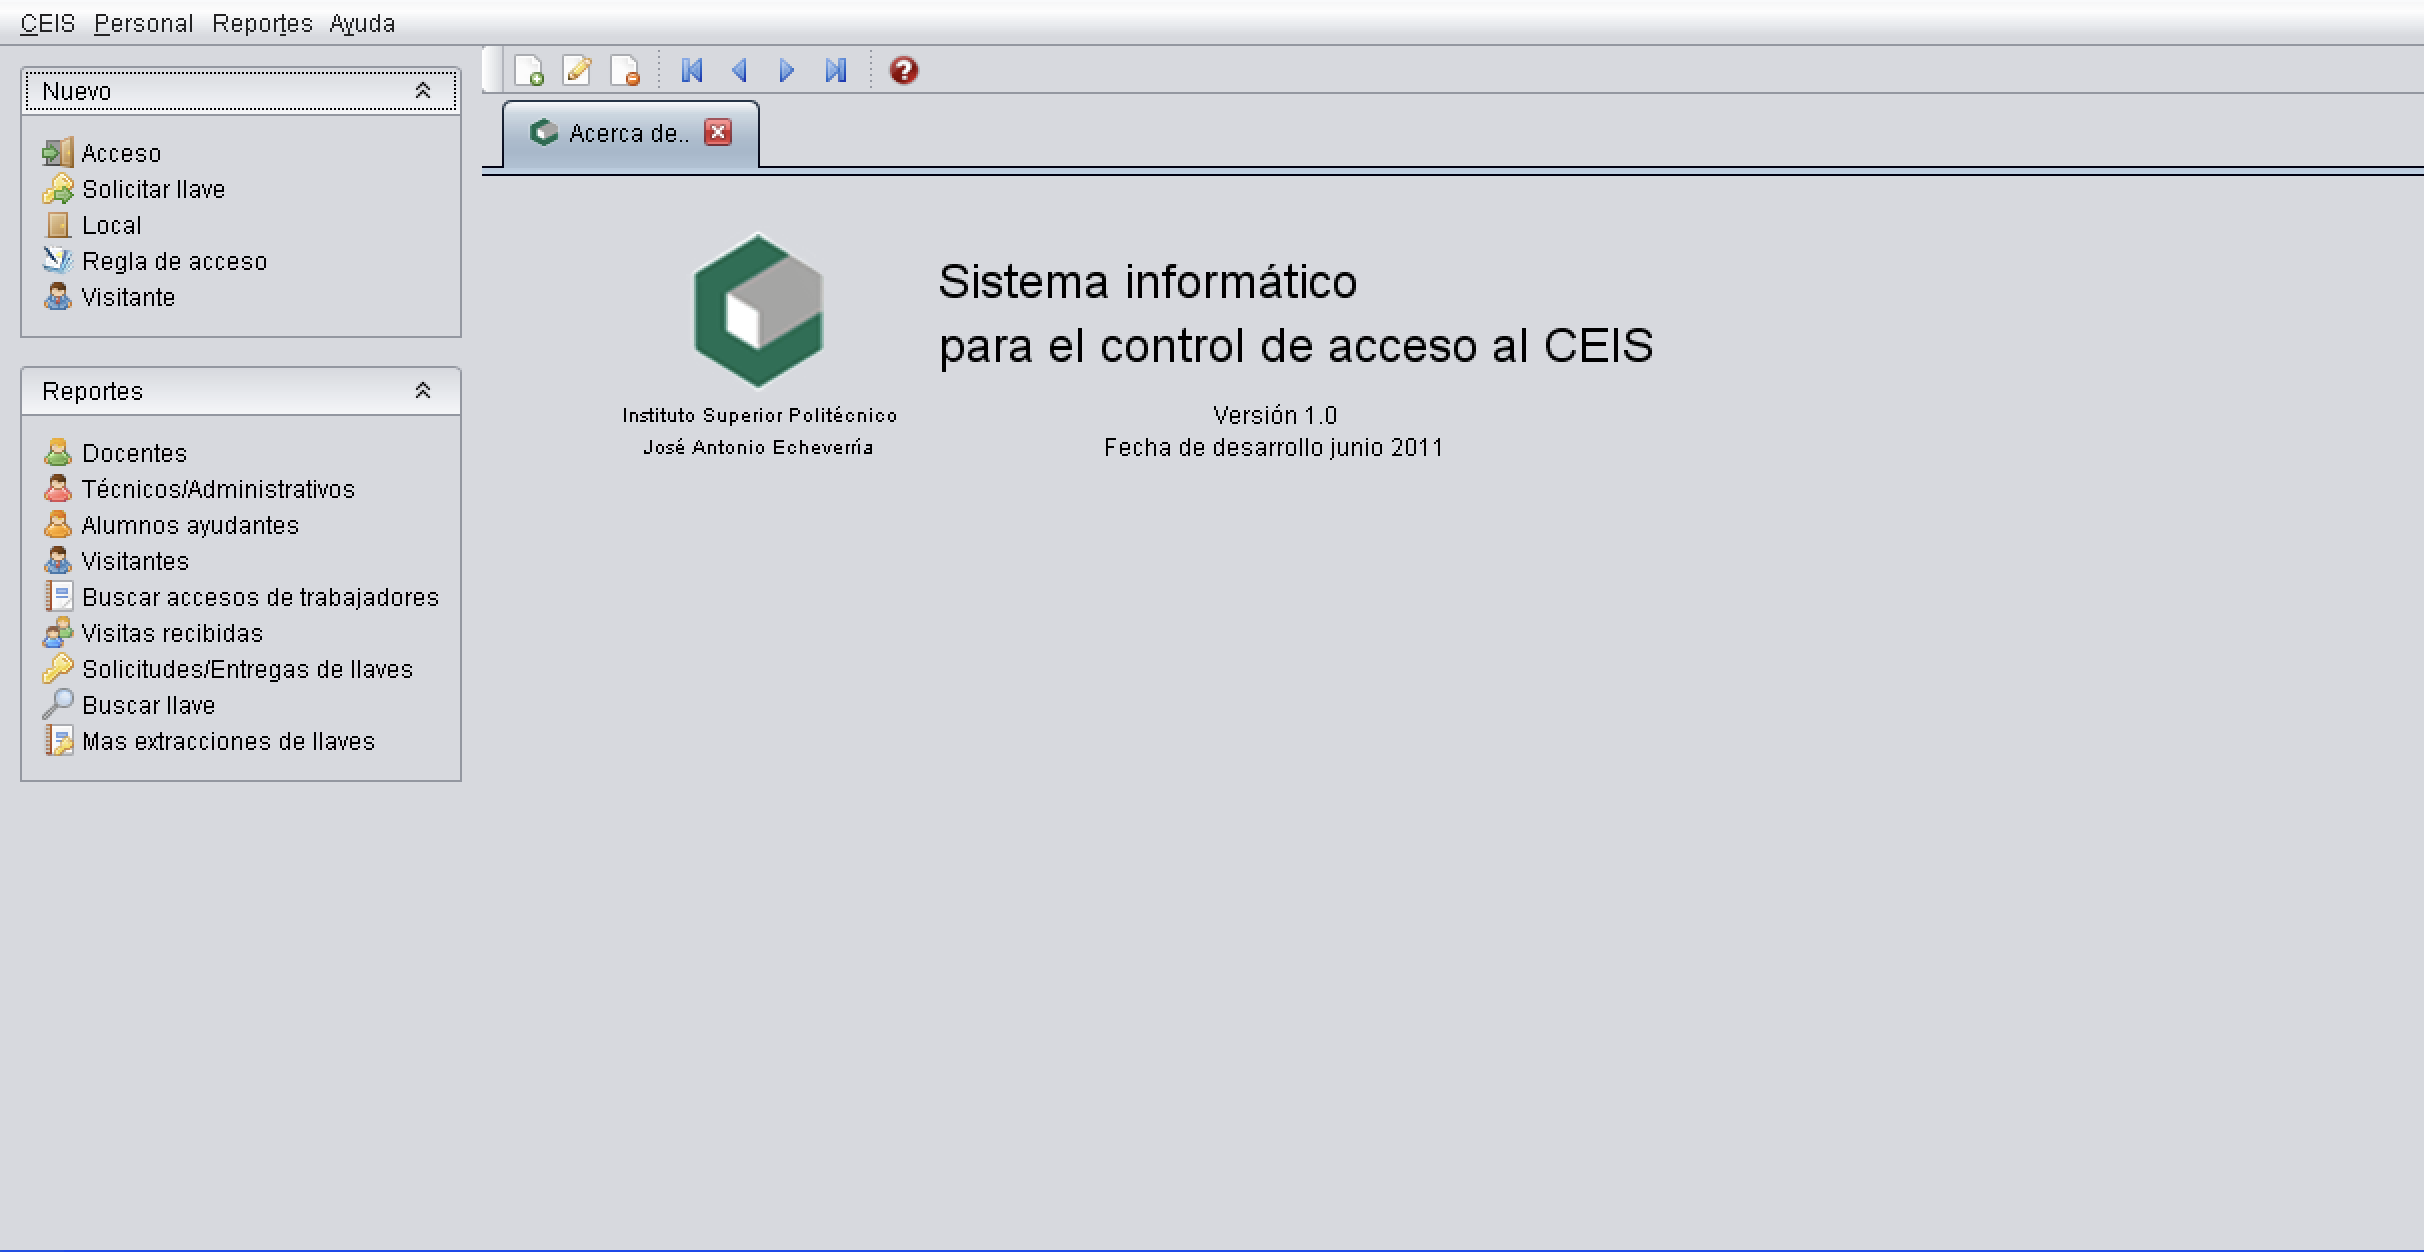 CEIS Personal Reportes Ayuda
Nuevo
Acceso
Solicitar llave
Local
Regla de acceso
Visitante
Reportes
Docentes
Técnicos/Administrativos
Alumnos ayudantes
Visitantes
Buscar accesos de trabajadores
Visitas recibidas
Solicitudes/Entregas de llaves
Buscar llave
Mas extracciones de llaves
Acerca de..
Sistema informático
para el control de acceso al CEIS
Instituto Superior Politécnico
José Antonio Echeverría
Versión 1.0
Fecha de desarrollo junio 2011